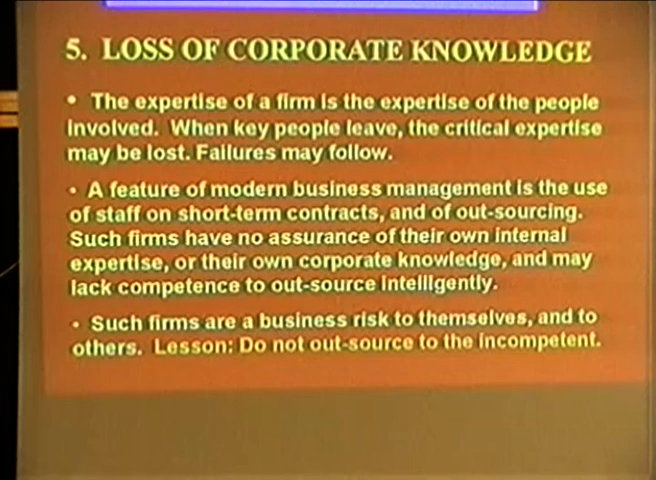 5. LOSS OF CORPORATE KNOWLEDGE
• The expertise of a firm is the expertise of the people
involved. When key people leave, the critical expertise
may be lost. Failures may follow.
• A feature of modern business management is the use
of staff on short-term contracts, and of out-sourcing.
Such firms have no assurance of their own internal
expertise, or their own corporate knowledge, and may
lack competence to out-source intelligently.
• Such firms are a business risk to themselves, and to
others. Lesson: Do not out-source to the incompetent.